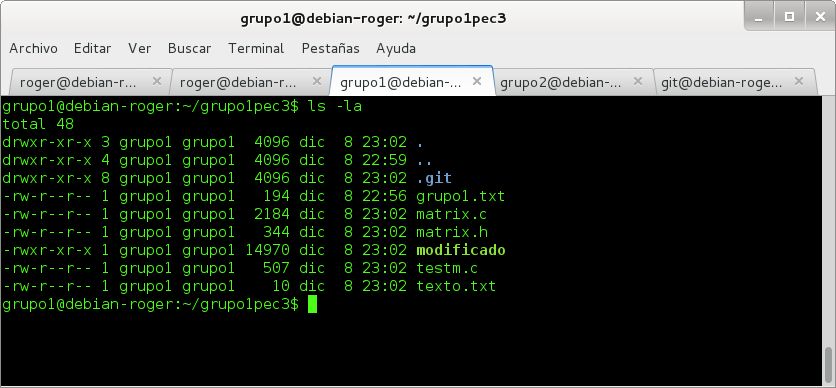 grupo1@debian-roger: ~/grupo1pec3
Archivo Editar Ver Buscar Terminal Pestañas Ayuda
roger@debian-r... roger@debian-r... grupo1@debian-... grupo2@debian-... git@debian-roge...
grupo1@debian-roger:~/grupo1pec3$ ls -la
total 48
drwxr-xr-x 3 grupo1 grupo1  4096 dic  8 23:02 .
drwxr-xr-x 4 grupo1 grupo1  4096 dic  8 22:59 ..
drwxr-xr-x 8 grupo1 grupo1  4096 dic  8 23:02 .git
-rw-r--r-- 1 grupo1 grupo1   194 dic  8 22:56 grupo1.txt
-rw-r--r-- 1 grupo1 grupo1  2184 dic  8 23:02 matrix.c
-rw-r--r-- 1 grupo1 grupo1   344 dic  8 23:02 matrix.h
-rwxr-xr-x 1 grupo1 grupo1 14970 dic  8 23:02 modificado
-rw-r--r-- 1 grupo1 grupo1   507 dic  8 23:02 testm.c
-rw-r--r-- 1 grupo1 grupo1    10 dic  8 23:02 texto.txt
grupo1@debian-roger:~/grupo1pec3$